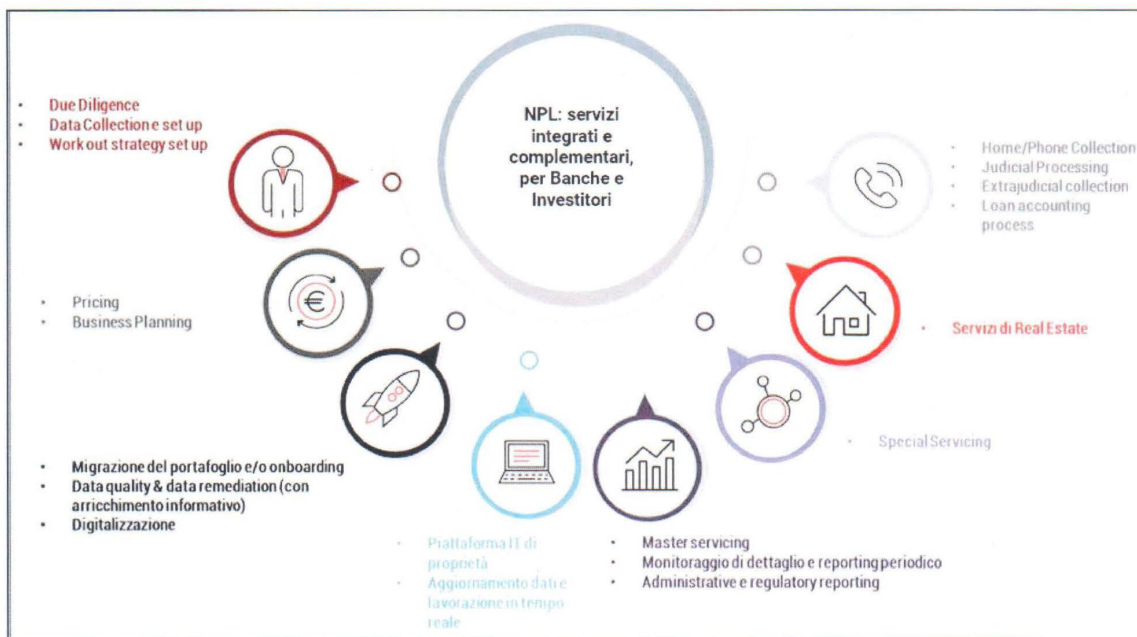 NPL: servizi
integrati e
complementari,
per Banche e
Investitori
• Due Diligence
• Data Collection e set up
• Work out strategy set up
€
• Pricing
• Business Planning
• Migrazione del portafoglio e/o onboarding
• Data quality & data remediation (con
arricchimento informativo)
• Digitalizzazione
• Piattaforma IT di
proprietà
• Aggiornamento dati e
lavorazione in tempo
reale
• Master servicing
• Monitoraggio di dettaglio e reporting periodico
• Administrative e regulatory reporting
• Special Servicing
• Servizi di Real Estate
• Home/Phone Collection
• Judicial Processing
• Extrajudicial collection
• Loan accounting
process